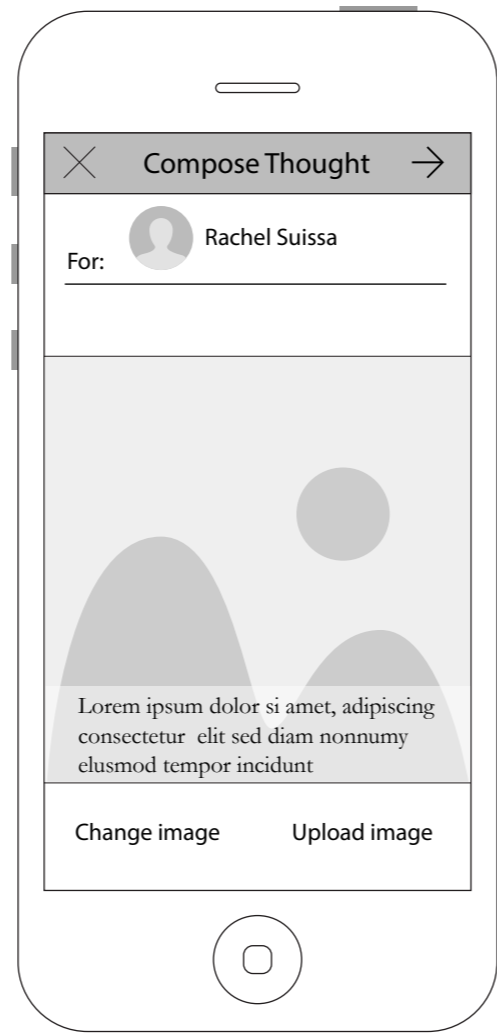 Compose Thought
Rachel Suissa
For:
Lorem ipsum dolor si amet, adipiscing
consectetur  elit sed diam nonnumy
elusmod tempor incidunt
Change image
Upload image